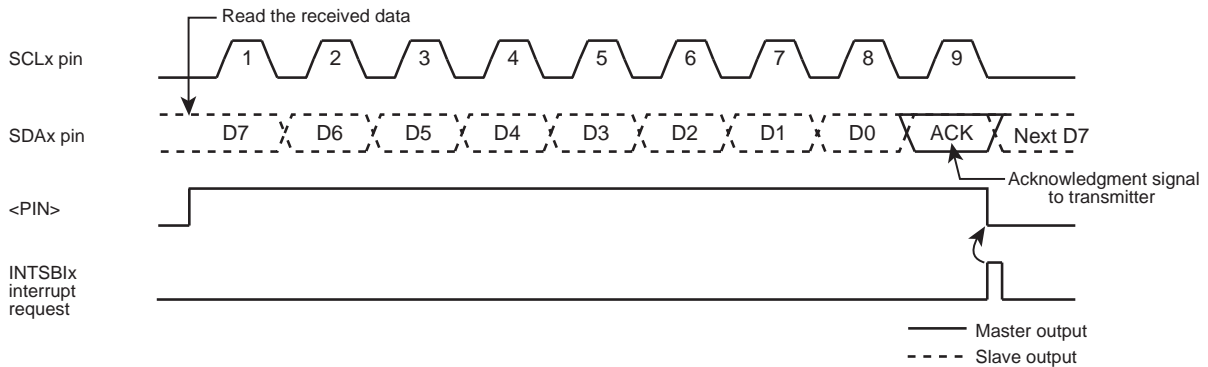 Read the received data
SCLx pin
1 2 3 4 5 6 7 8 9
SDAx pin
D7 D6 D5 D4 D3 D2 D1 D0 ACK Next D7
Acknowledgment signal
to transmitter
<PIN>
INTSBIx
interrupt
request
Master output
Slave output